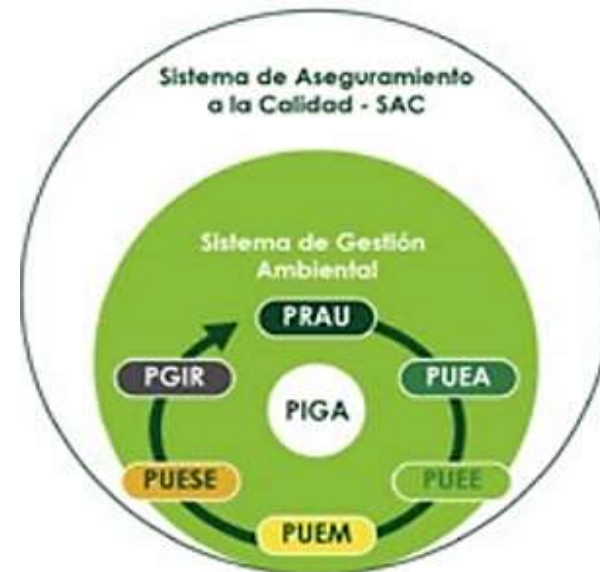 Sistema de Aseguramiento
a la Calidad - SAC
Sistema de Gestión
Ambiental
PRAU
PGIR
PUEA
PIGA
PUESE
PUEE
PUEM